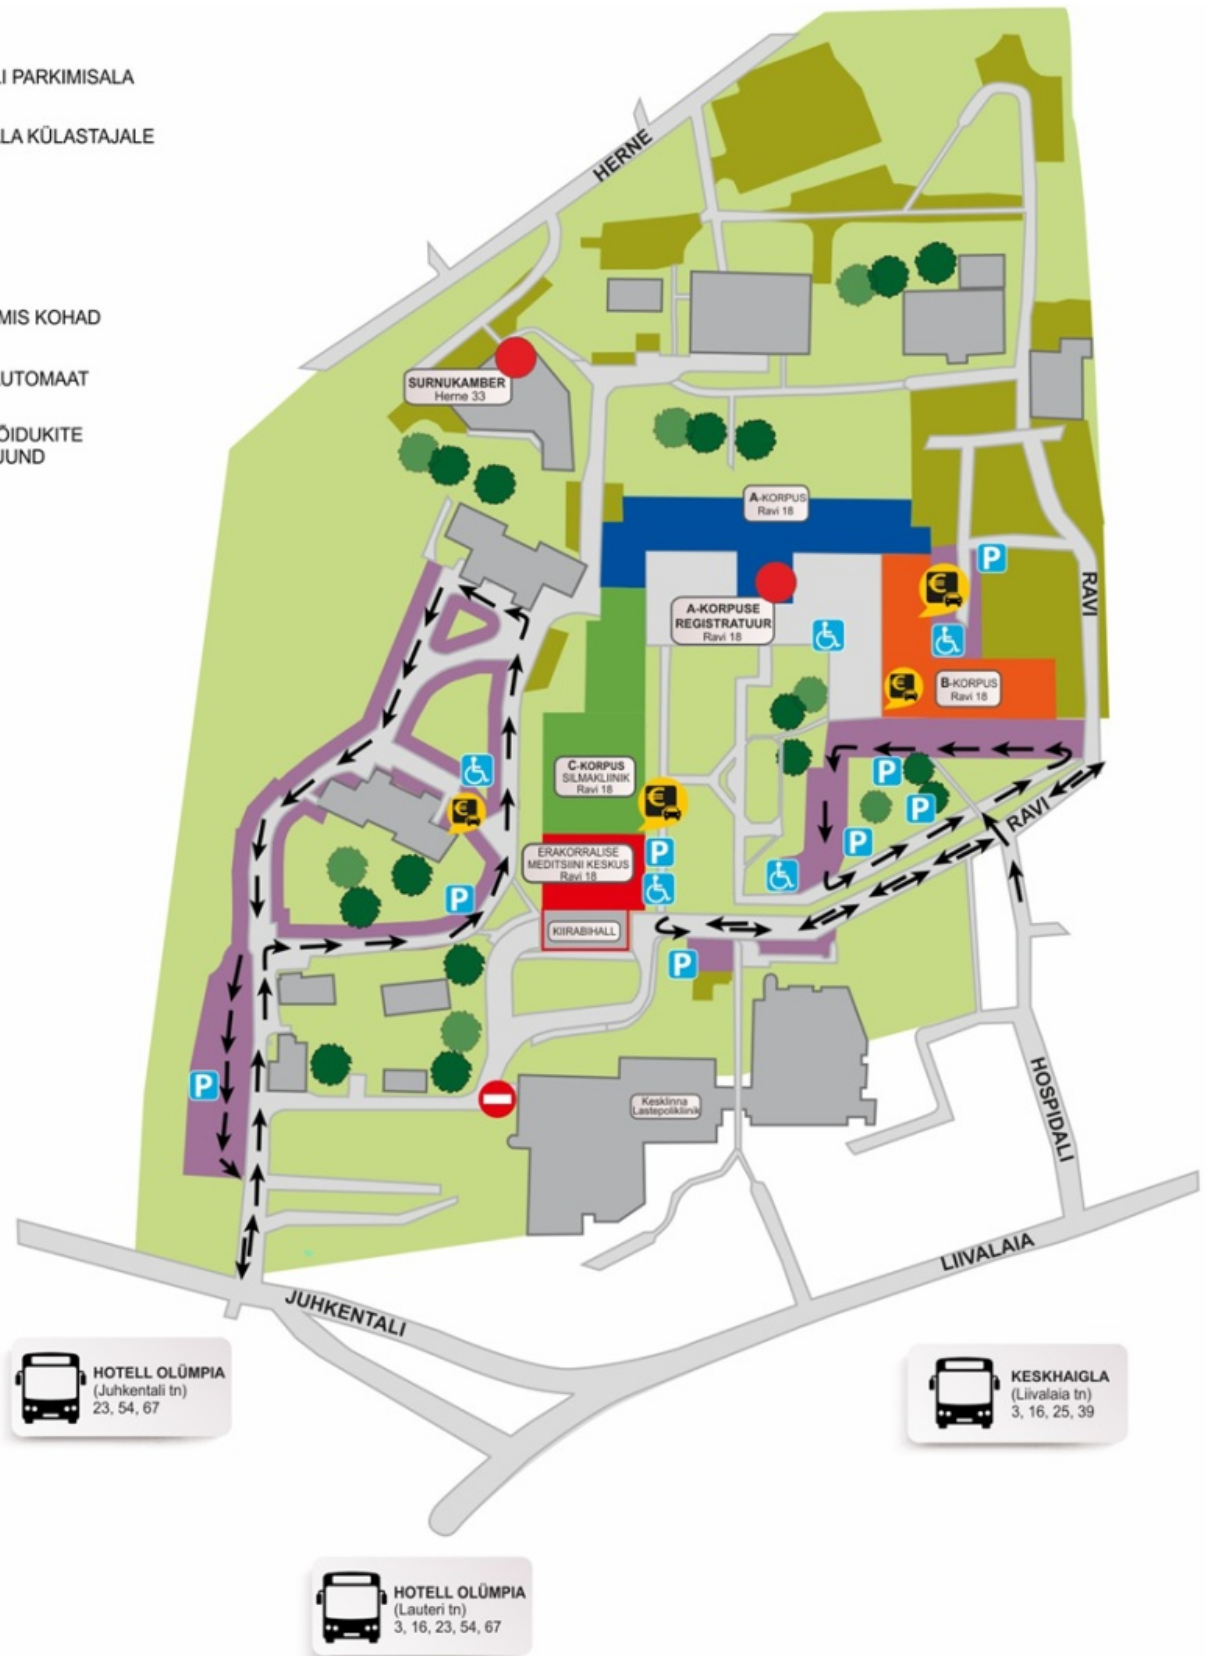 LI PARKIMISALA
LA KÜLASTAJALE
MIS KOHAD
UTOMAAT
ÕIDUKITE
UUND
HERNE
SURNUKAMBER
Herne 33
A-KORPUS
Ravi 18
P
RAVI
A-KORPUSE
REGISTRATUUR
Ravi 18
€
€
B-KORPUS
Ravi 18
C-KORPUS
SILMAKLIINIK
Ravi 18
€
€
P
P
P
P
RAVI
ERAKORRALISE
MEDITSIINI KESKUS
Ravi 18
P
KIIRABIHALL
P
P
Kesklinna
Lastepolikliinik
HOSPIDALI
LIIVALAIA
JUHKENTALI
HOTELL OLÜMPIA
(Juhkentali tn)
23, 54, 67
KESKHAIGLA
(Liivalaia tn)
3, 16, 25, 39
HOTELL OLÜMPIA
(Lauteri tn)
3, 16, 23, 54, 67